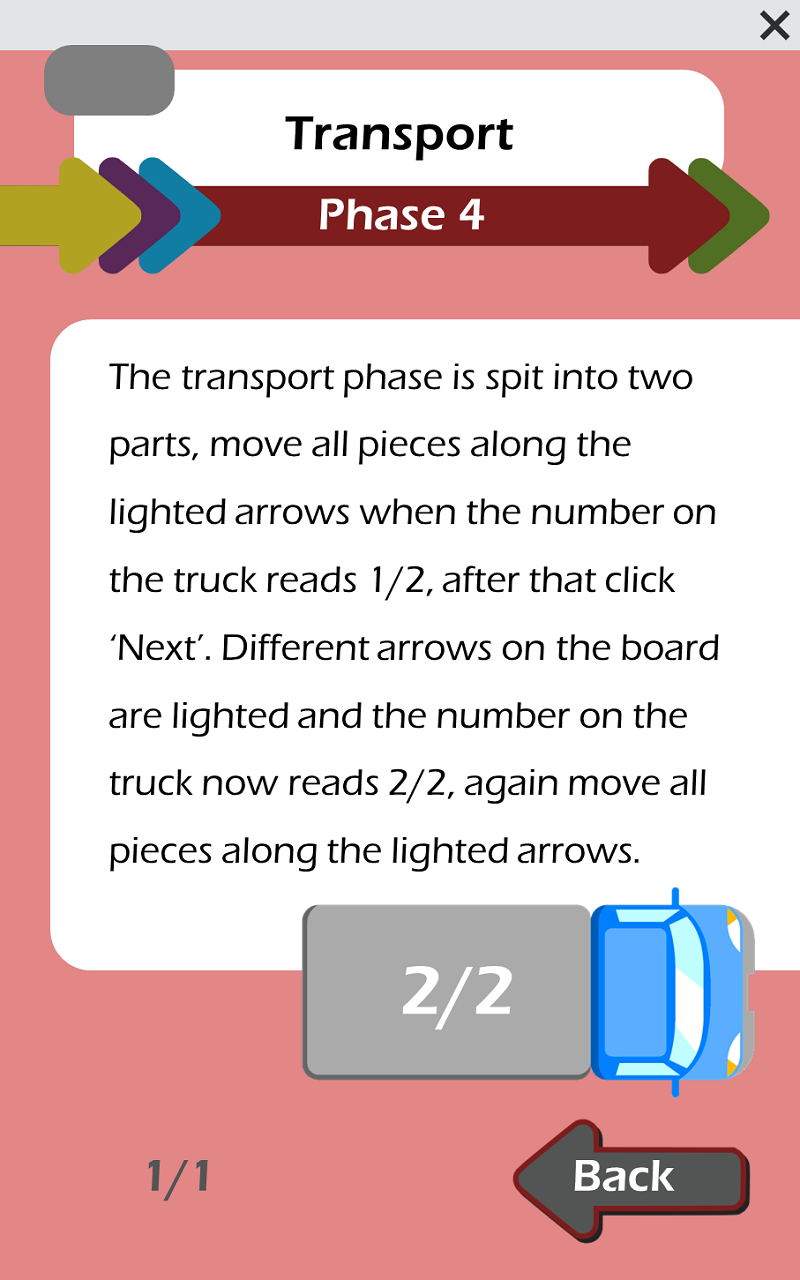 Transport
Phase 4
The transport phase is spit into two
parts, move all pieces along the
lighted arrows when the number on
the truck reads 1/2, after that click
‘Next’. Different arrows on the board
are lighted and the number on the
truck now reads 2/2, again move all
pieces along the lighted arrows.
2/2
1/1
Back